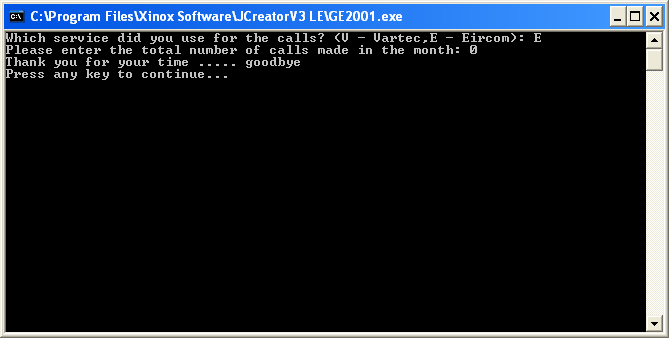 C:\Program Files\Xinox Software\JCreatorV3 LE\GE2001.exe
Which service did you use for the calls? (V - Vartec,E - Eircom): E
Please enter the total number of calls made in the month: 0
Thank you for your time ..... goodbye
Press any key to continue...